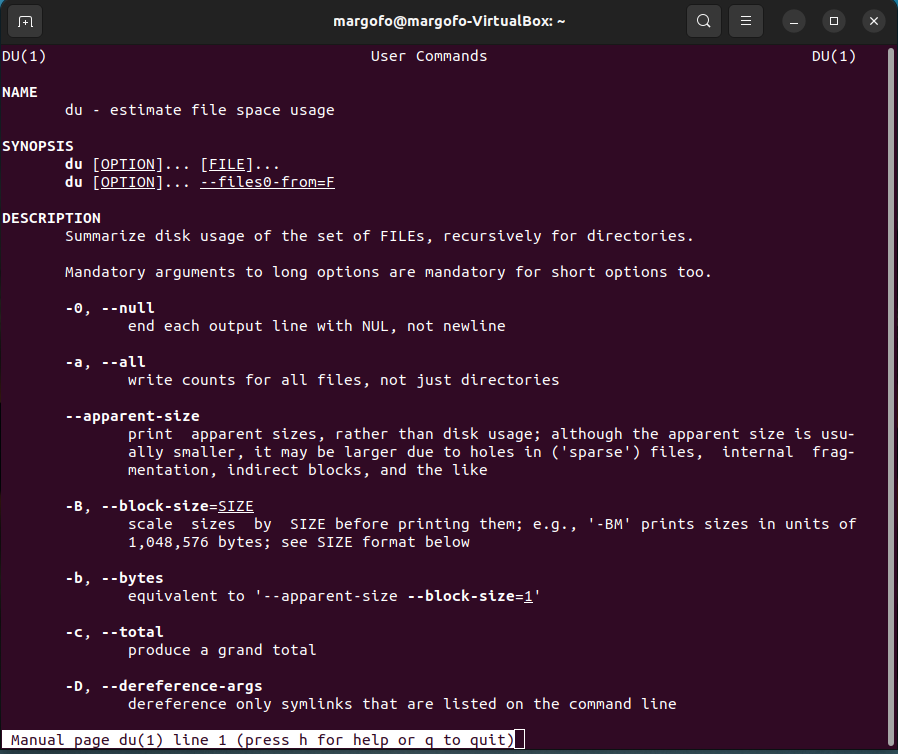 margofo@margofo-VirtualBox: ~
DU(1) User Commands DU(1)
NAME
du - estimate file space usage
SYNOPSIS
du [OPTION]... [FILE]...
du [OPTION]... --files0-from=F
DESCRIPTION
Summarize disk usage of the set of FILEs, recursively for directories.
Mandatory arguments to long options are mandatory for short options too.
-0, --null
end each output line with NUL, not newline
-a, --all
write counts for all files, not just directories
--apparent-size
print  apparent sizes, rather than disk usage; although the apparent size is usu-
ally smaller, it may be larger due to holes in ('sparse') files,  internal  frag-
mentation, indirect blocks, and the like
-B, --block-size=SIZE
scale  sizes  by  SIZE before printing them; e.g., '-BM' prints sizes in units of
1,048,576 bytes; see SIZE format below
-b, --bytes
equivalent to '--apparent-size --block-size=1'
-c, --total
produce a grand total
-D, --dereference-args
dereference only symlinks that are listed on the command line
Manual page du(1) line 1 (press h for help or q to quit)